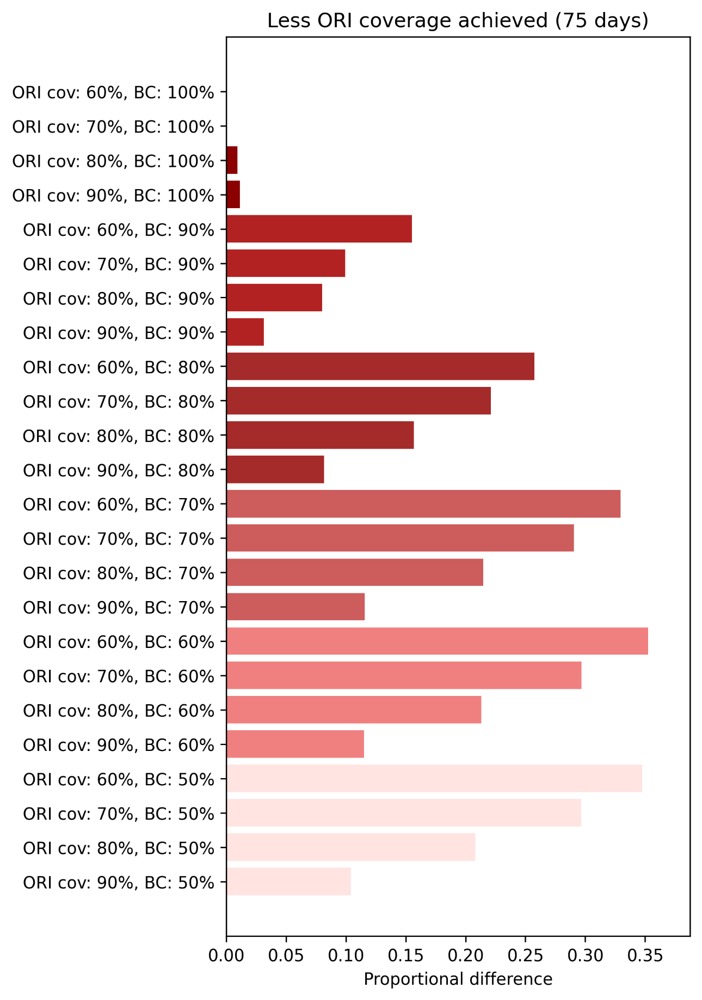 Less ORI coverage achieved (75 days)
ORI cov: 60%, BC: 100%
ORI cov: 70%, BC: 100%
ORI cov: 80%, BC: 100%
ORI cov: 90%, BC: 100%
ORI cov: 60%, BC: 90%
ORI cov: 70%, BC: 90%
ORI cov: 80%, BC: 90%
ORI cov: 90%, BC: 90%
ORI cov: 60%, BC: 80%
ORI cov: 70%, BC: 80%
ORI cov: 80%, BC: 80%
ORI cov: 90%, BC: 80%
ORI cov: 60%, BC: 70%
ORI cov: 70%, BC: 70%
ORI cov: 80%, BC: 70%
ORI cov: 90%, BC: 70%
ORI cov: 60%, BC: 60%
ORI cov: 70%, BC: 60%
ORI cov: 80%, BC: 60%
ORI cov: 90%, BC: 60%
ORI cov: 60%, BC: 50%
ORI cov: 70%, BC: 50%
ORI cov: 80%, BC: 50%
ORI cov: 90%, BC: 50%
0.00 0.05 0.10 0.15 0.20 0.25 0.30 0.35
Proportional difference